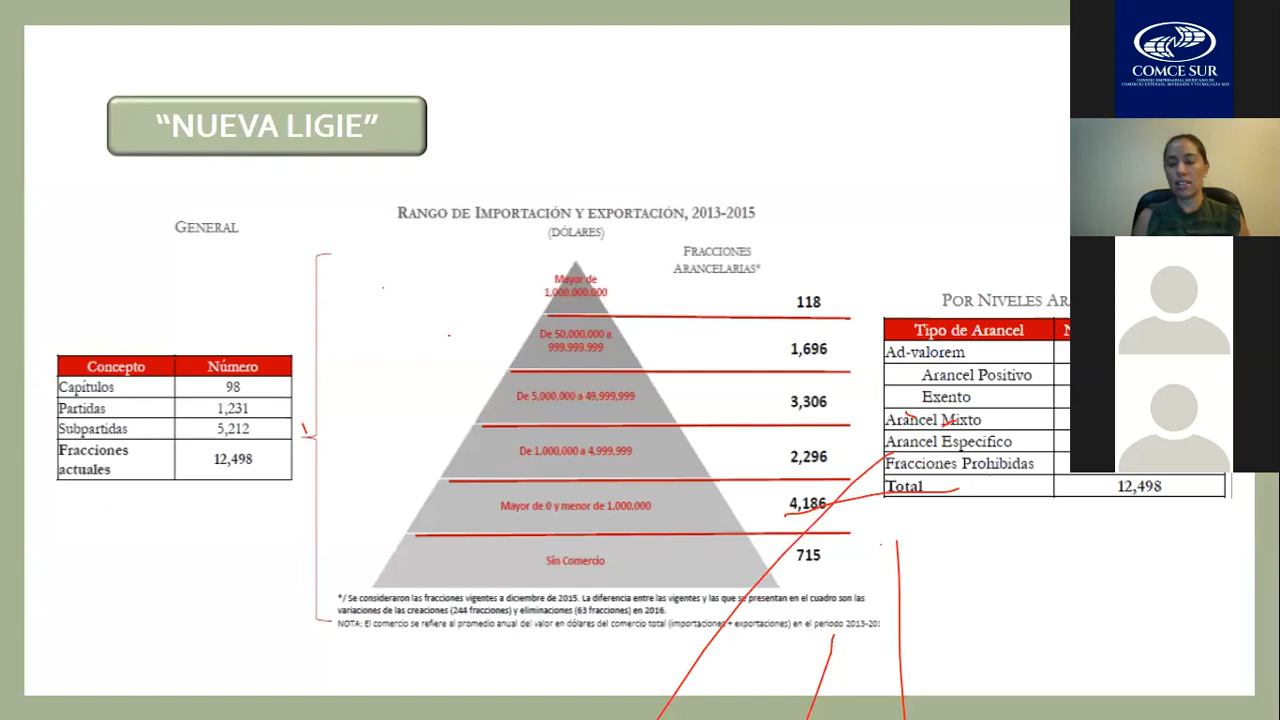 “NUEVA LIGIE”
COMCE SUR
GENERAL
RANGO DE IMPORTACIÓN Y EXPORTACIÓN, 2013-2015
(DÓLARES)
FRACCIONES
ARANCELARIAS*
Mayor de
1,000,000,000
118
De 50,000,000 a
999,999,999
1,696
De 5,000,000 a 49,999,999
3,306
De 1,000,000 a 4,999,999
2,296
Mayor de 0 y menor de 1,000,000
4,186
Sin Comercio
715
Concepto Número
Capítulos 98
Partidas 1,231
Subpartidas 5,212
Fracciones
actuales 12,498
POR NIVELES AR
Tipo de Arancel N
Ad-valorem
Arancel Positivo
Exento
Arancel Mixto
Arancel Específico
Fracciones Prohibidas
Total 12,498
*/ Se consideraron las fracciones vigentes a diciembre de 2015. La diferencia entre las vigentes y las que se presentan en el cuadro son las
variaciones de las creaciones (244 fracciones) y eliminaciones (63 fracciones) en 2016.
NOTA: El comercio se refiere al promedio anual del valor en dólares del comercio total (importaciones + exportaciones) en el periodo 2013-201